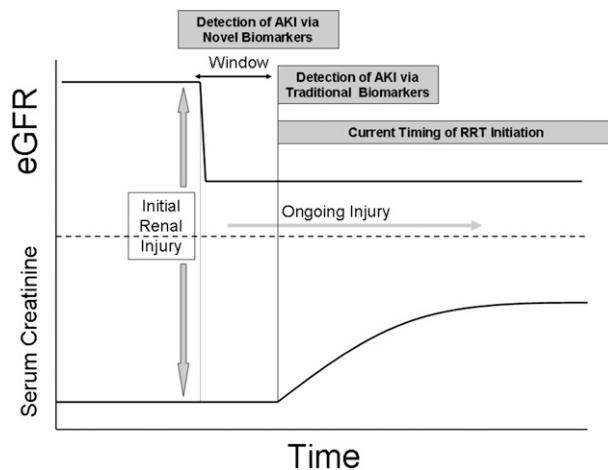 Detection of AKI via
Novel Biomarkers
Window
Detection of AKI via
Traditional Biomarkers
Current Timing of RRT Initiation
eGFR
Initial
Renal
Injury
Ongoing Injury
Serum Creatinine
Time